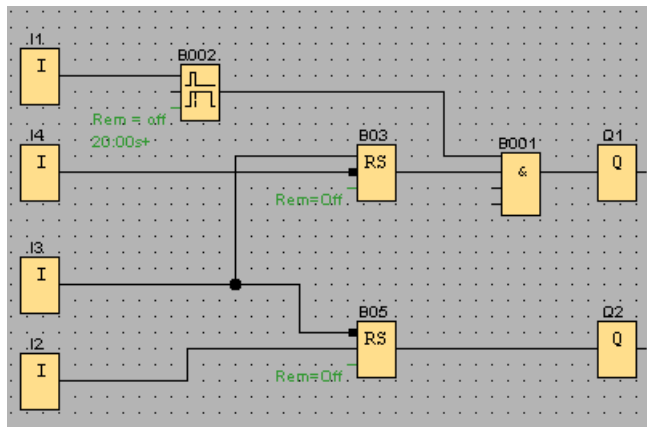 I1
I
B002
Rem = off
20:00s+
I4
I
B03
RS
Rem=Off
B001
&
Q1
Q
I3
I
B05
RS
Rem=Off
Q2
Q
I2
I